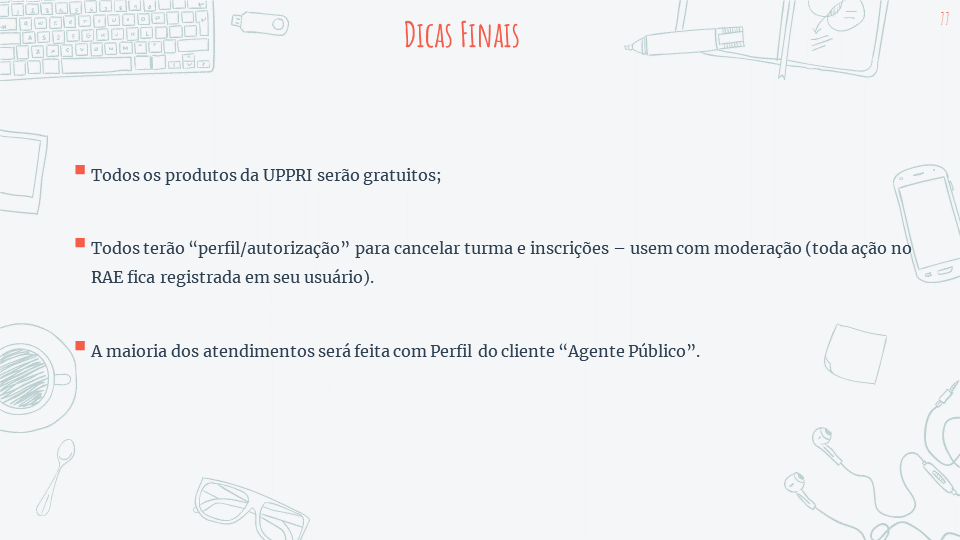 Dicas Finais
77
Todos os produtos da UPPRI serão gratuitos;
Todos terão “perfil/autorização” para cancelar turma e inscrições – usem com moderação (toda ação no
RAE fica registrada em seu usuário).
A maioria dos atendimentos será feita com Perfil do cliente “Agente Público”.